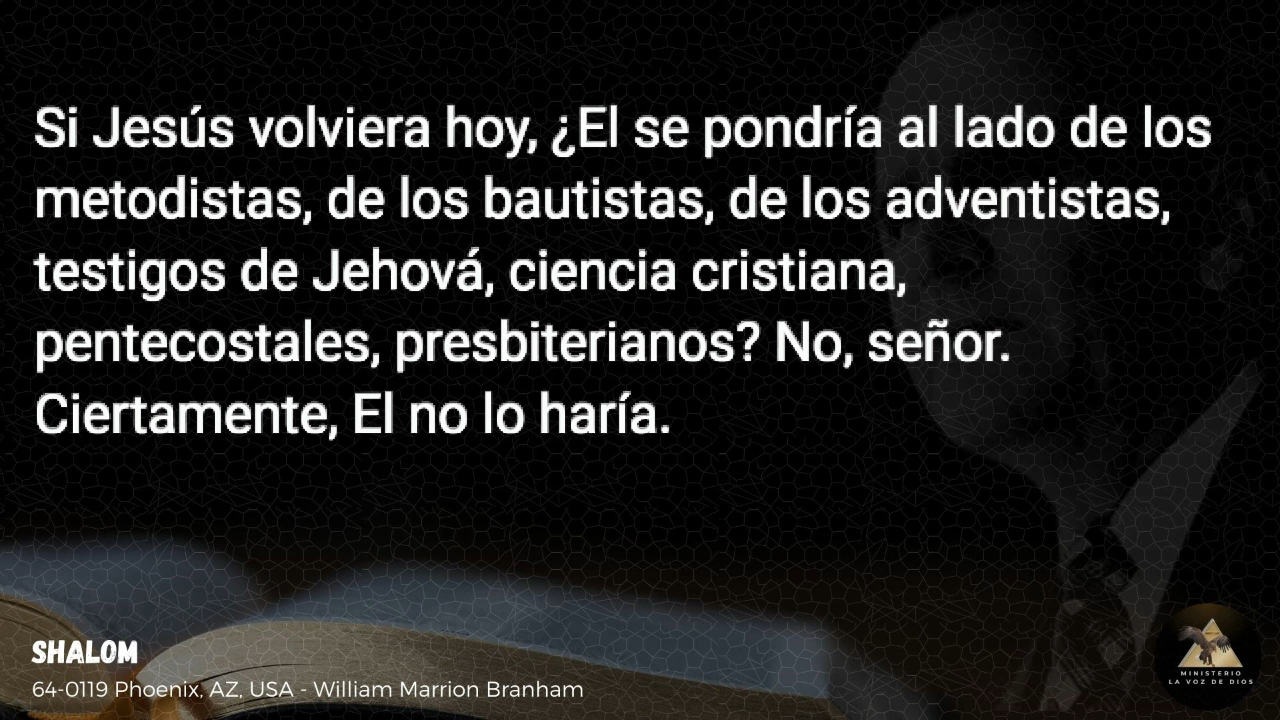 Si Jesús volviera hoy, ¿El se pondría al lado de los
metodistas, de los bautistas, de los adventistas,
testigos de Jehová, ciencia cristiana,
pentecostales, presbiterianos? No, señor.
Ciertamente, El no lo haría.
SHALOM
64-0119 Phoenix, AZ, USA - William Marrion Branham
MINISTERIO
LA VOZ DE DIOS